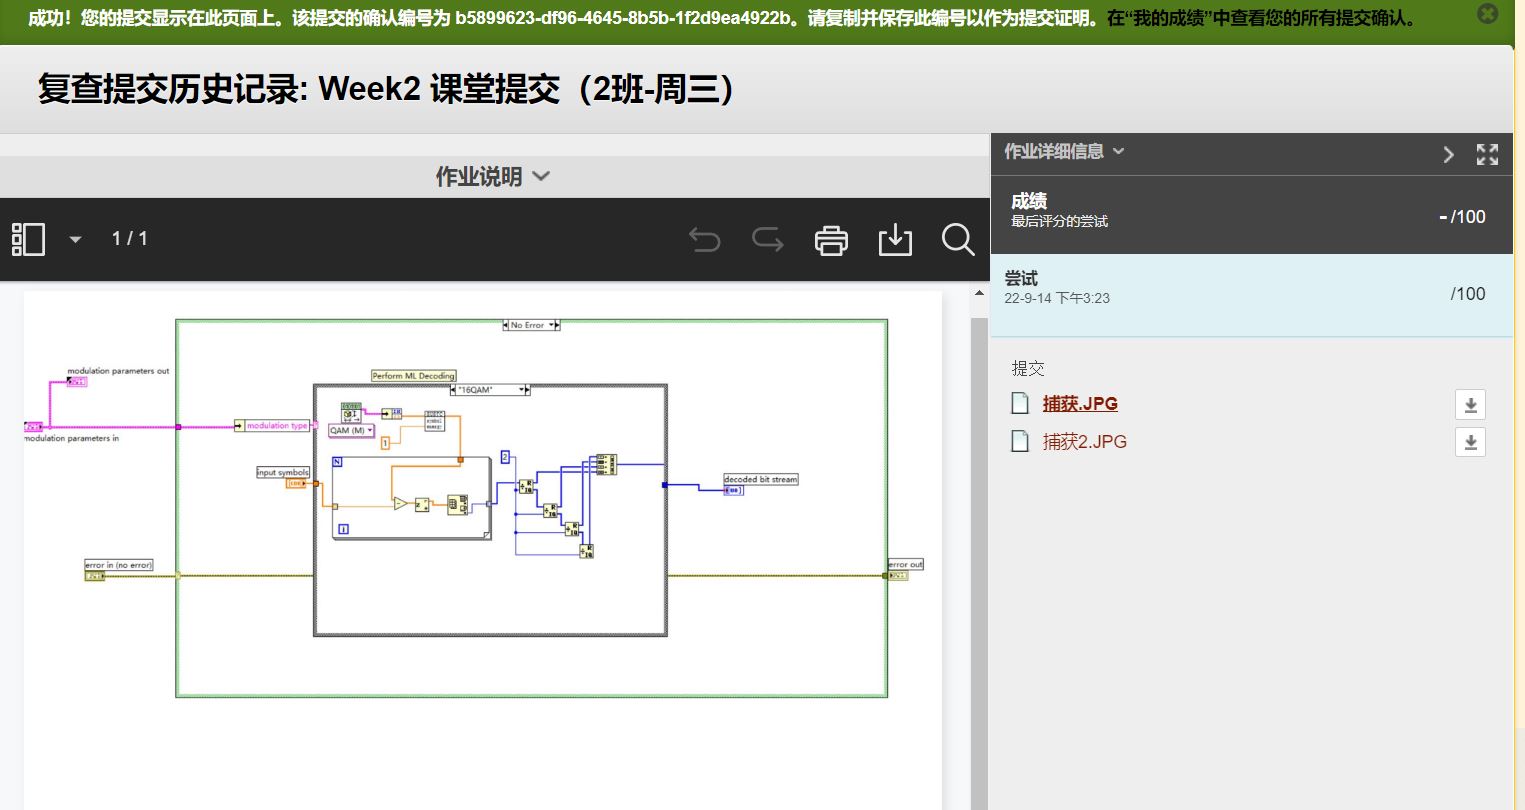 成功！您的提交显示在此页面上。该提交的确认编号为 b5899623-df96-4645-8b5b-1f2d9ea4922b。请复制并保存此编号以作为提交证明。在“我的成绩”中查看您的所有提交确认。
复查提交历史记录: Week2 课堂提交（2班-周三）
作业说明
1 / 1
No Error
modulation parameters out
Perform ML Decoding
"16QAM"
modulation type
modulation parameters in
QAM (M)
1
N
2
input symbols
decoded bit stream
i
error in (no error)
error out
作业详细信息
成绩
最后评分的尝试
- /100
尝试
22-9-14 下午3:23
/100
提交
捕获.JPG
捕获2.JPG